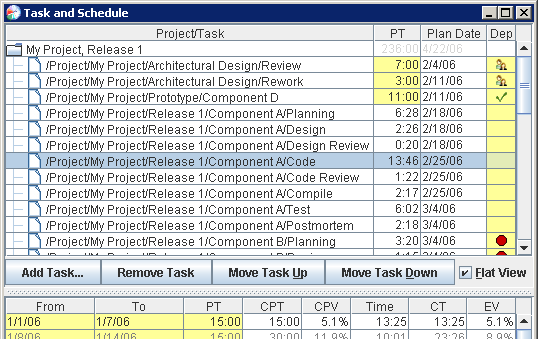 Task and Schedule
Project/Task PT Plan Date Dep
My Project, Release 1 236:00 4/22/06
/Project/My Project/Architectural Design/Review 7:00 2/4/06
/Project/My Project/Architectural Design/Rework 3:00 2/11/06
/Project/My Project/Prototype/Component D 11:00 2/11/06
/Project/My Project/Release 1/Component A/Planning 6:28 2/18/06
/Project/My Project/Release 1/Component A/Design 2:26 2/18/06
/Project/My Project/Release 1/Component A/Design Review 0:20 2/18/06
/Project/My Project/Release 1/Component A/Code 13:46 2/25/06
/Project/My Project/Release 1/Component A/Code Review 1:22 2/25/06
/Project/My Project/Release 1/Component A/Compile 2:17 2/25/06
/Project/My Project/Release 1/Component A/Test 6:02 3/4/06
/Project/My Project/Release 1/Component A/Postmortem 2:18 3/4/06
/Project/My Project/Release 1/Component B/Planning 3:20 3/4/06
Add Task... Remove Task Move Task Up Move Task Down Flat View
From To PT CPT CPV Time CT EV
1/1/06 1/7/06 15:00 15:00 5.1% 13:25 13:25 5.1%
1/8/06 1/14/06 15:00 30:00 11.9% 10:01 23:26 8.9%